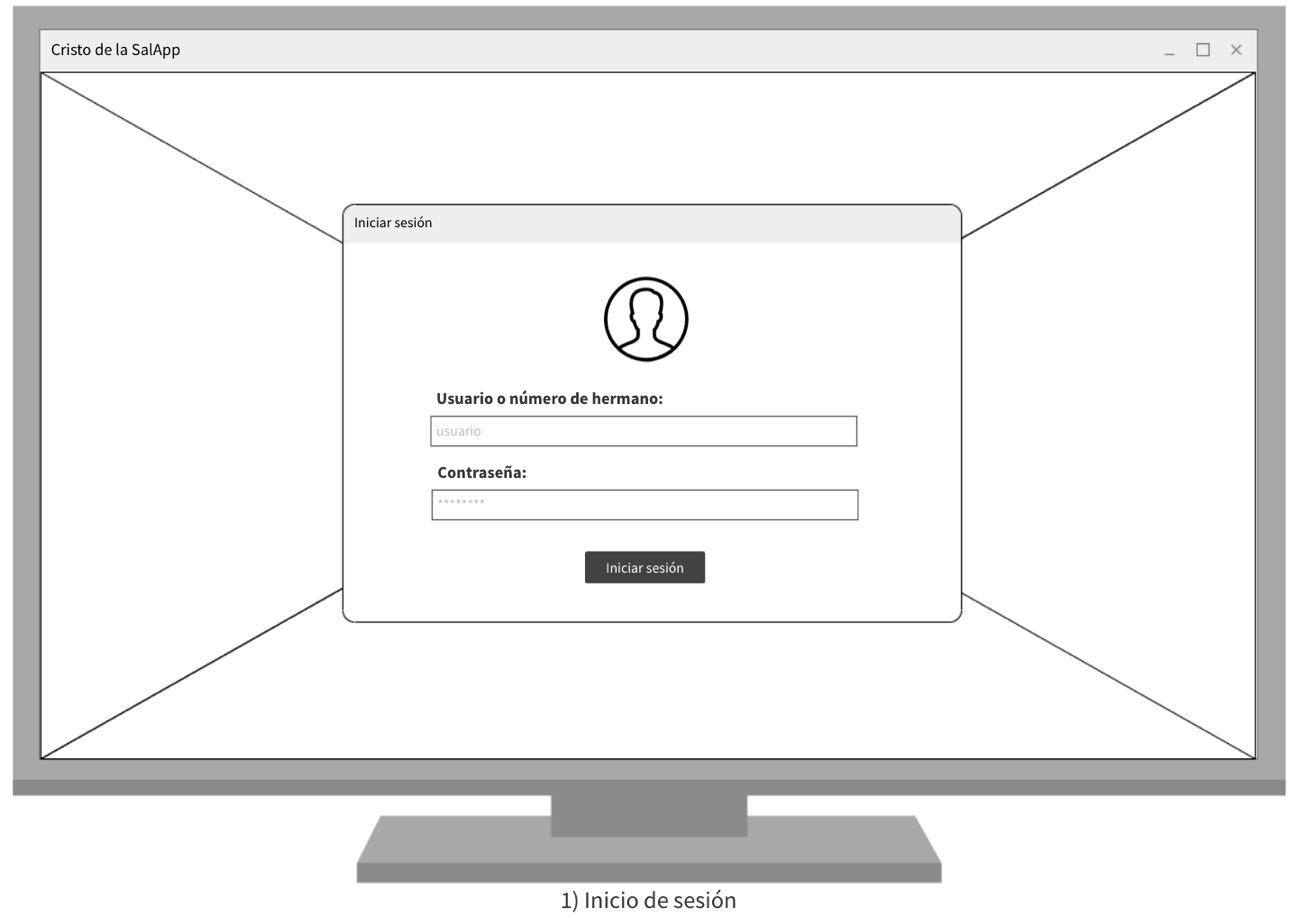 Cristo de la SalApp
Iniciar sesión
Usuario o número de hermano:
usuario
Contraseña:
********
Iniciar sesión
1) Inicio de sesión